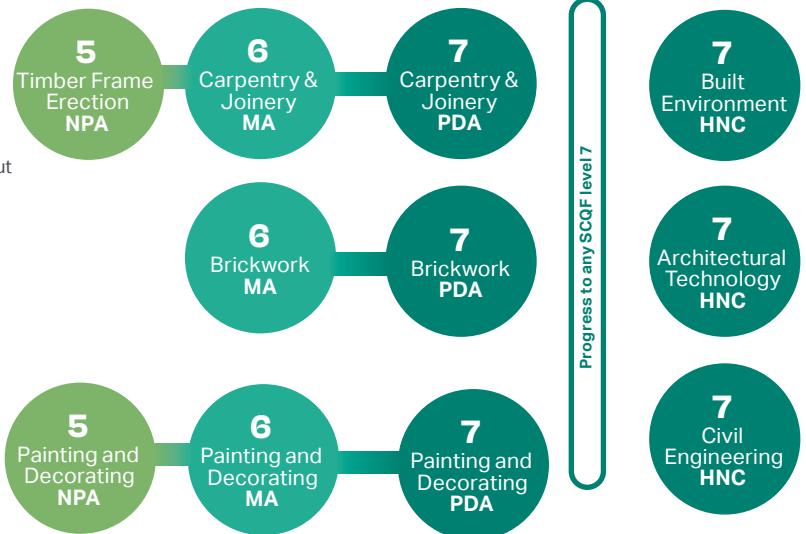 5
Timber Frame
Erection
NPA
6
Carpentry &
Joinery
MA
7
Carpentry &
Joinery
PDA
7
Built
Environment
HNC
6
Brickwork
MA
7
Brickwork
PDA
Progress to any SCQF level 7
7
Architectural
Technology
HNC
5
Painting and
Decorating
NPA
6
Painting and
Decorating
MA
7
Painting and
Decorating
PDA
7
Civil
Engineering
HNC